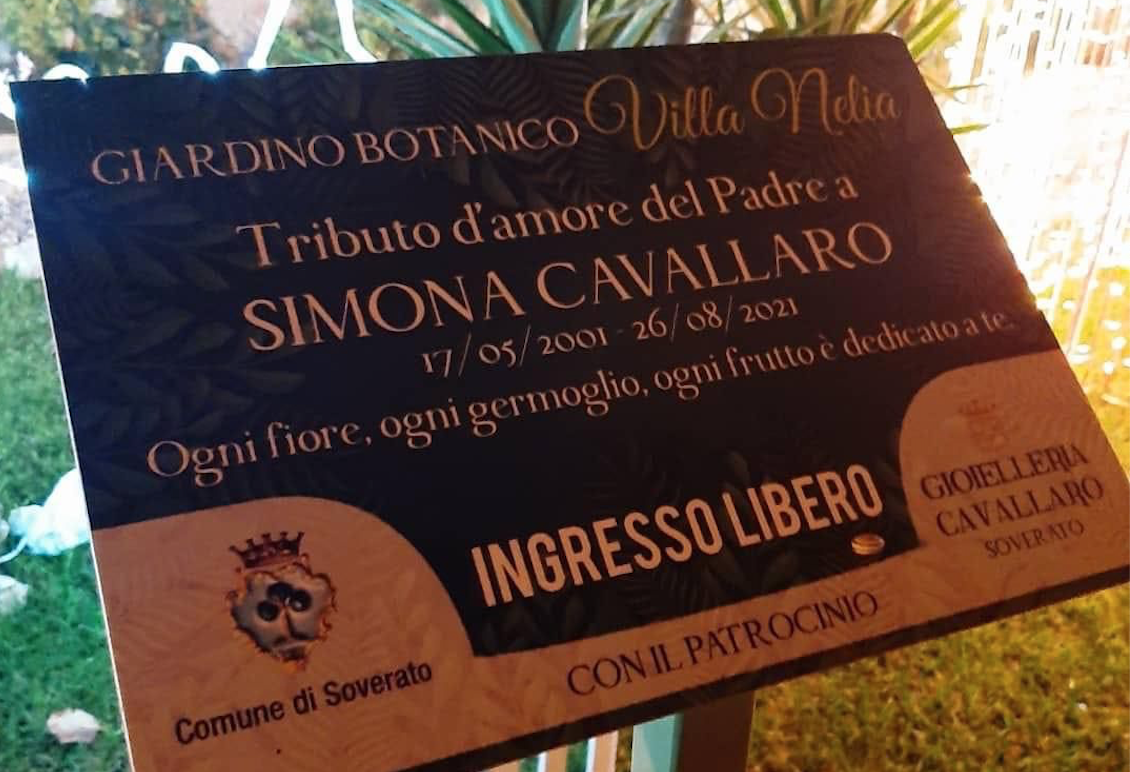 GIARDINO BOTANICO Villa Nelia
Tributo d'amore del Padre a
SIMONA CAVALLARO
17/05/2001 - 26/08/2021
Ogni fiore, ogni germoglio, ogni frutto è dedicato a te.
INGRESSO LIBERO
GIOIELLERIA
CAVALLARO
SOVERATO
CON IL PATROCINIO
Comune di Soverato